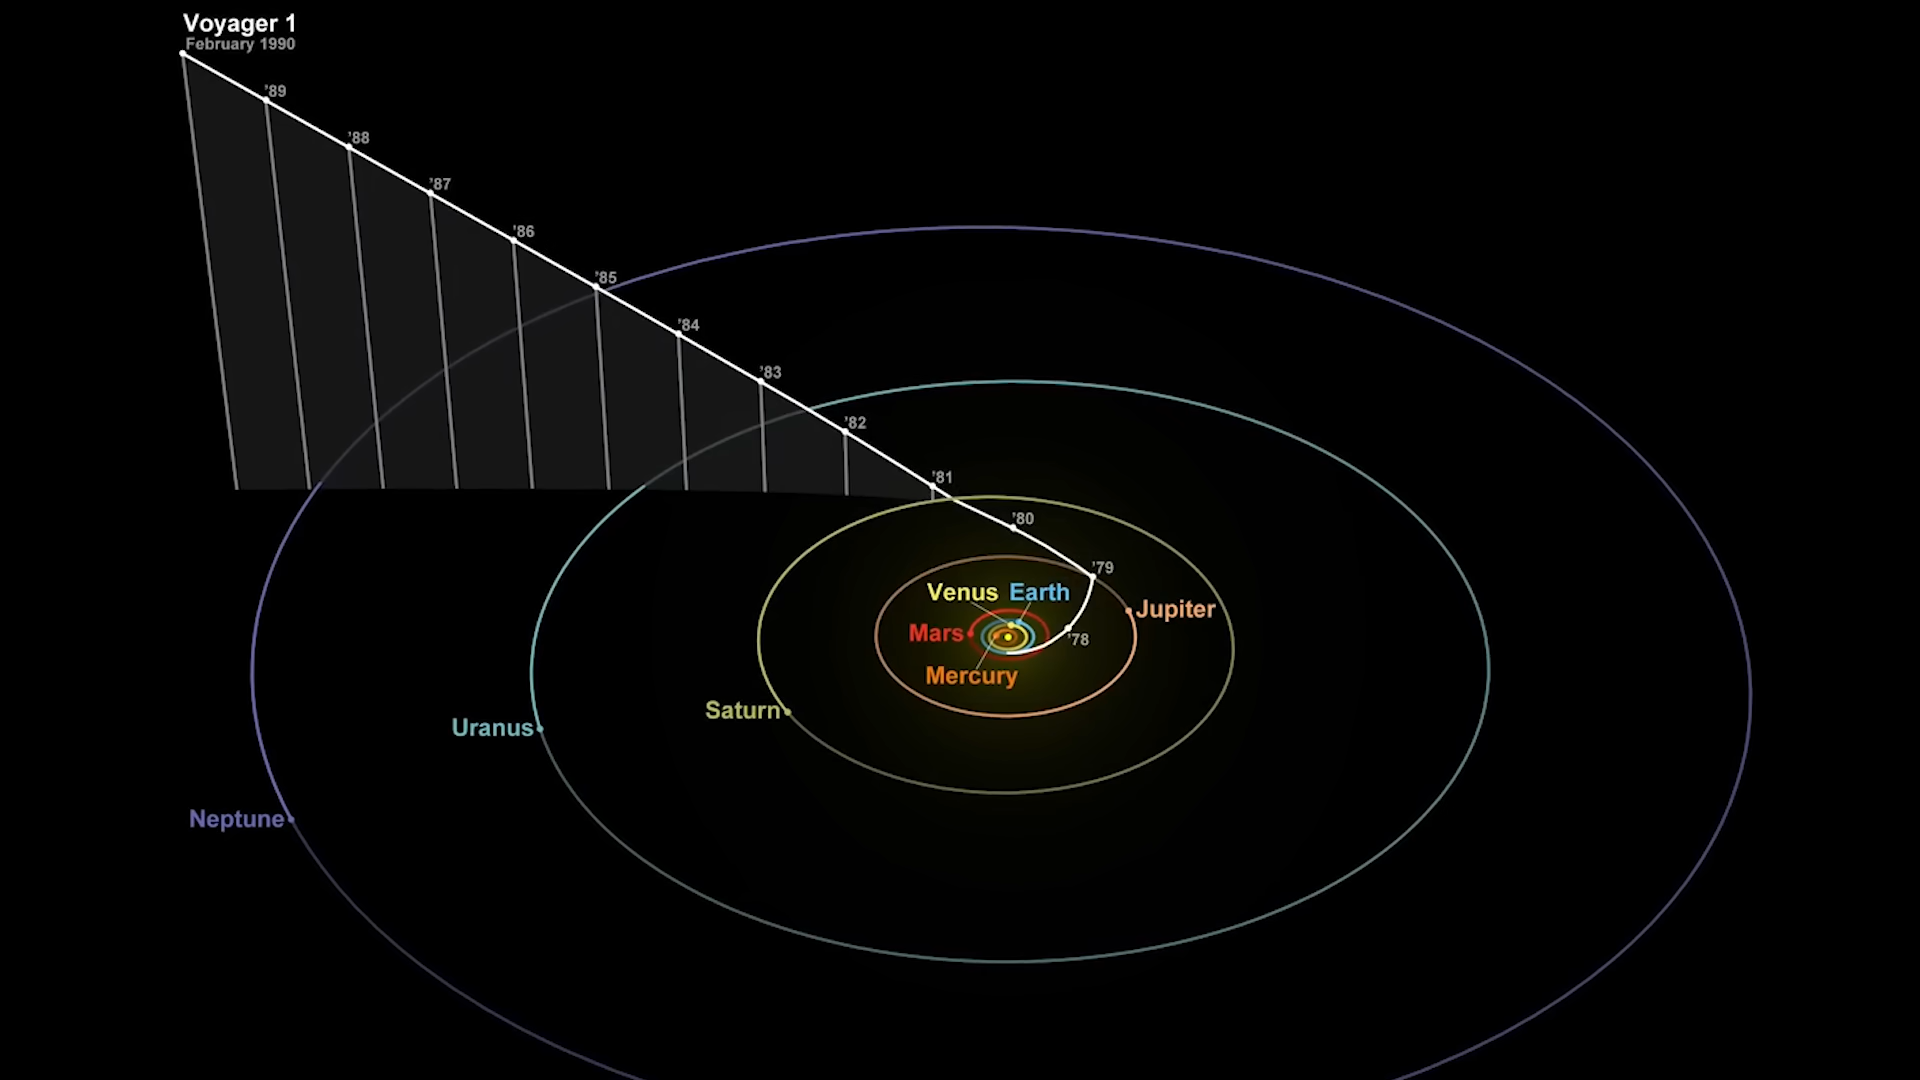 Voyager 1
February 1990
'89
'88
'87
'86
'85
'84
'83
'82
'81
'80
'79
Venus Earth
Jupiter
Mars
'78
Mercury
Saturn
Uranus
Neptune